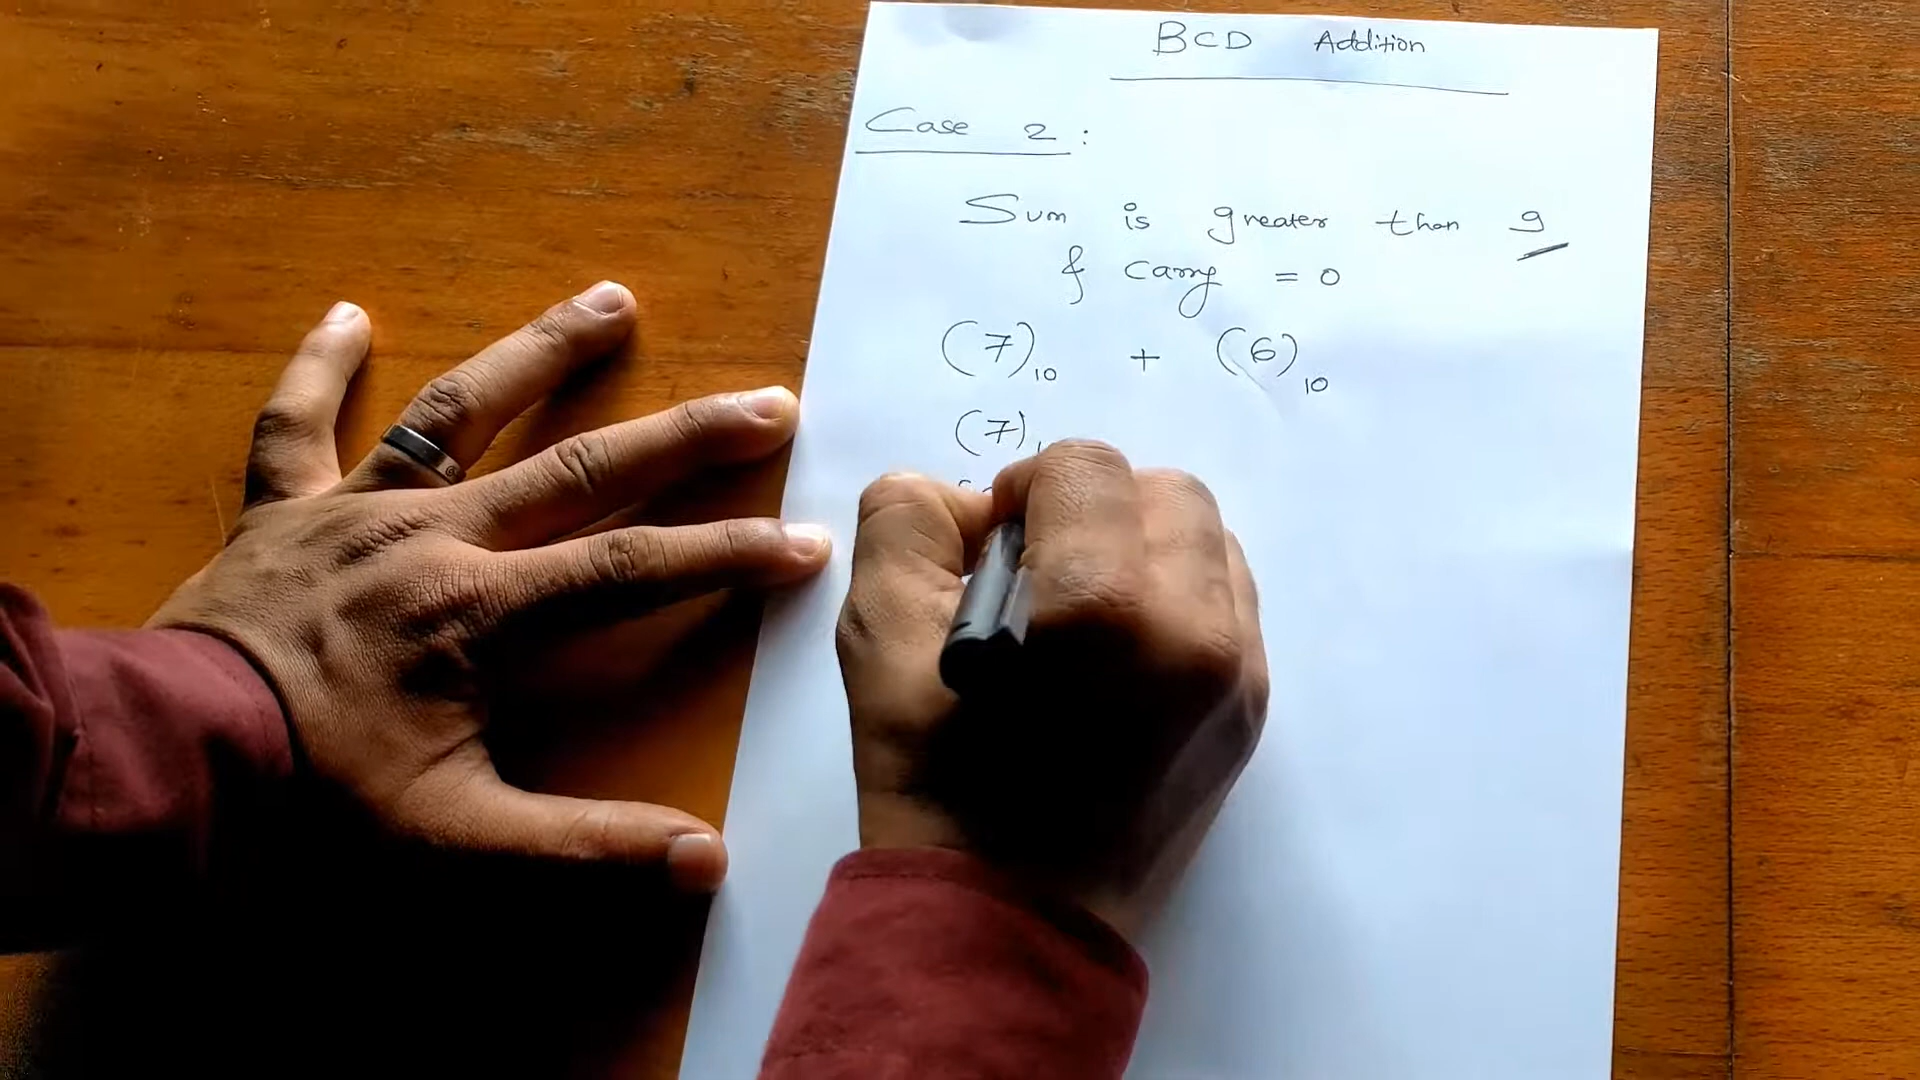 BCD Addition
Case 2 :
Sum is greater than 9
& carry = 0
(7)10 + (6)10
(7)